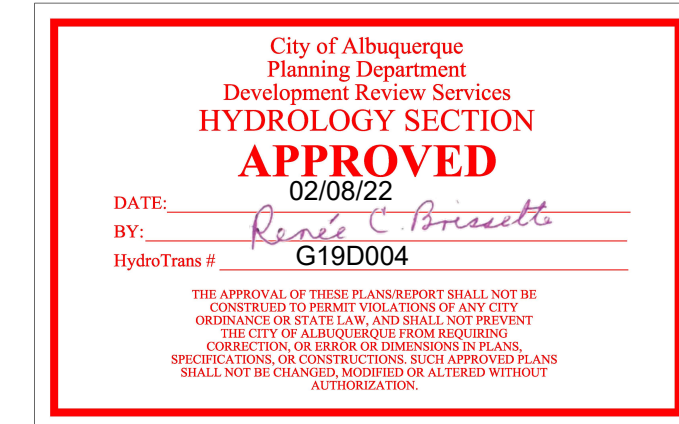 City of Albuquerque
Planning Department
Development Review Services
HYDROLOGY SECTION
APPROVED
DATE: 02/08/22
BY: Renée C. Brissette
HydroTrans # G19D004
THE APPROVAL OF THESE PLANS/REPORT SHALL NOT BE
CONSTRUED TO PERMIT VIOLATIONS OF ANY CITY
ORDINANCE OR STATE LAW, AND SHALL NOT PREVENT
THE CITY OF ALBUQUERQUE FROM REQUIRING
CORRECTION, OR ERROR OR DIMENSIONS IN PLANS,
SPECIFICATIONS, OR CONSTRUCTIONS. SUCH APPROVED PLANS
SHALL NOT BE CHANGED, MODIFIED OR ALTERED WITHOUT
AUTHORIZATION.